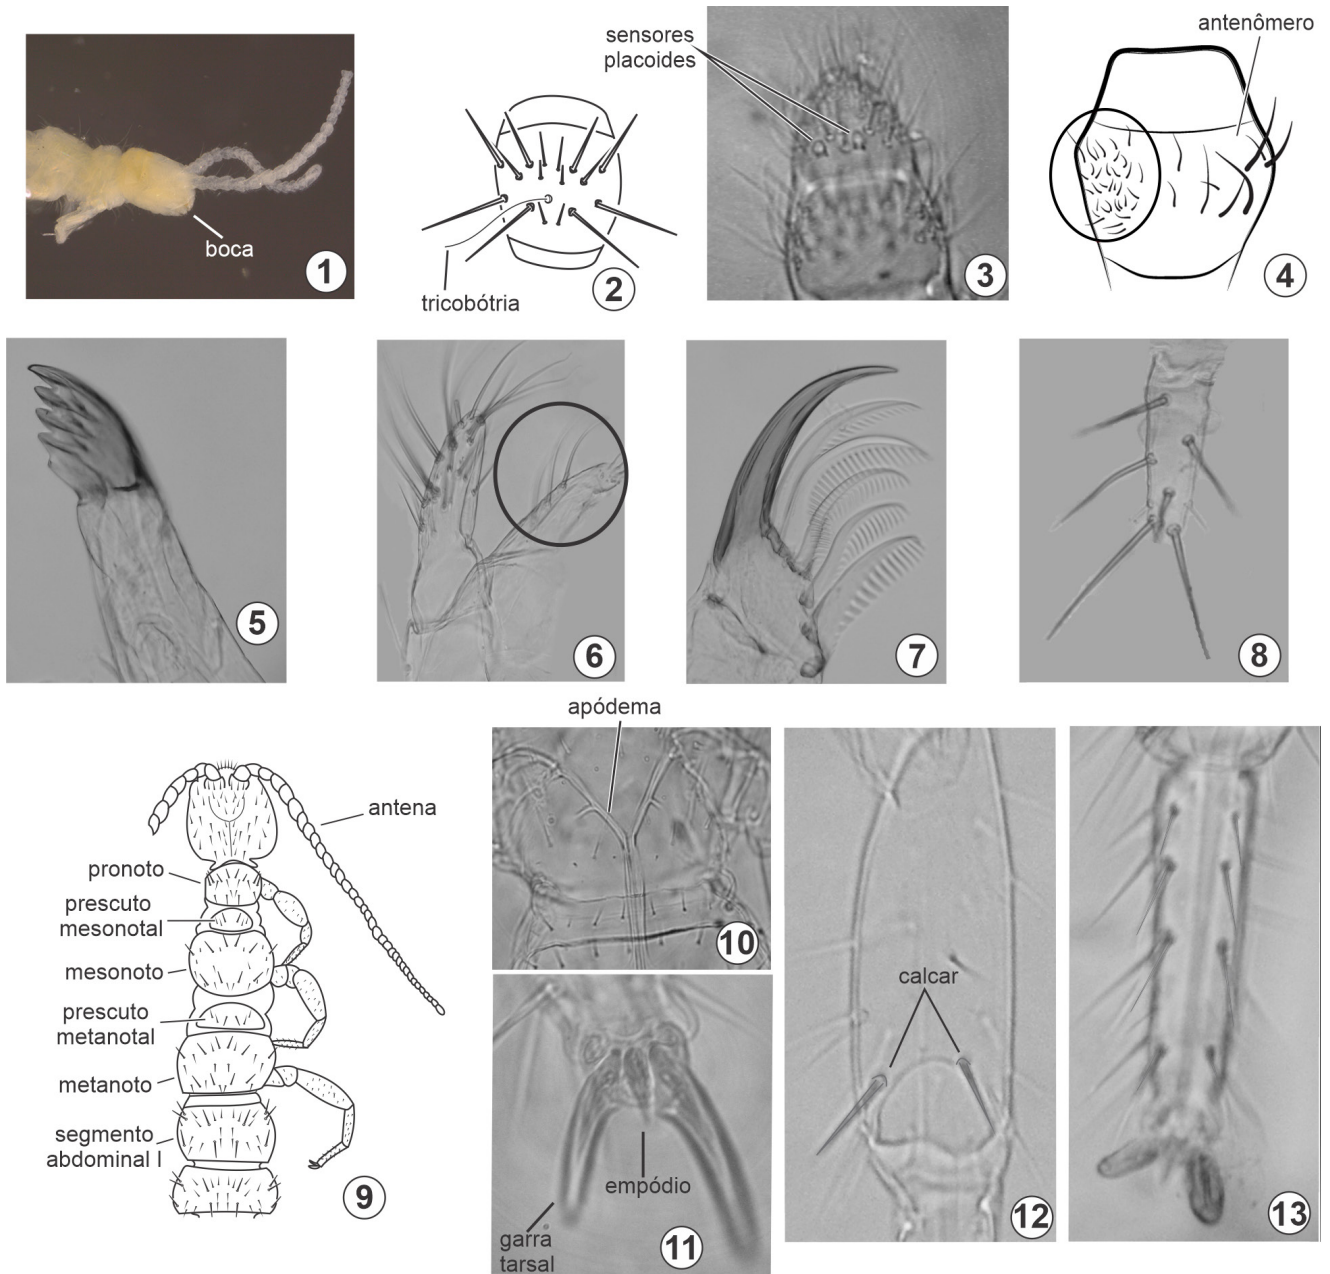 boca
1
tricobótria
2
sensores
placoides
3
antenômero
4
5
6
7
8
antena
pronoto
prescuto
mesonotal
mesonoto
prescuto
metanotal
metanoto
segmento
abdominal I
9
apódema
10
empódio
garra
tarsal
11
calcar
12
13